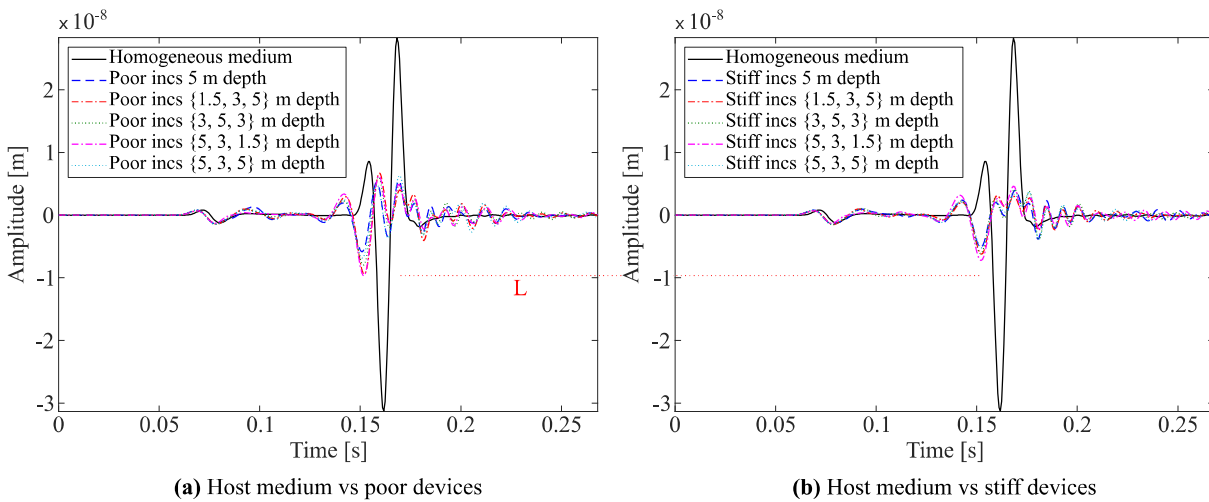 ×10-8
Homogeneous medium
Poor incs 5 m depth
Poor incs {1.5, 3, 5} m depth
Poor incs {3, 5, 3} m depth
Poor incs {5, 3, 1.5} m depth
Poor incs {5, 3, 5} m depth
2
1
0
-1
-2
-3
Amplitude [m]
L
0
0.05
0.1
0.15
0.2
0.25
Time [s]
(a) Host medium vs poor devices
×10-8
Homogeneous medium
Stiff incs 5 m depth
Stiff incs {1.5, 3, 5} m depth
Stiff incs {3, 5, 3} m depth
Stiff incs {5, 3, 1.5} m depth
Stiff incs {5, 3, 5} m depth
2
1
0
-1
-2
-3
Amplitude [m]
0
0.05
0.1
0.15
0.2
0.25
Time [s]
(b) Host medium vs stiff devices